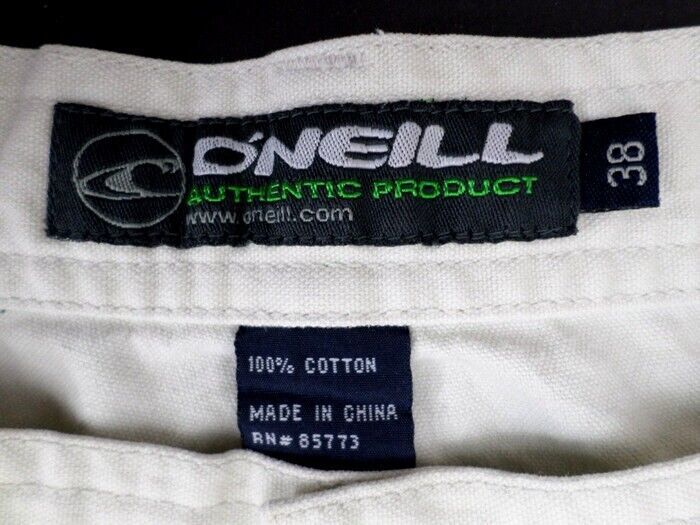 O'NEILL
AUTHENTIC PRODUCT
www.oneill.com
38
100% COTTON
MADE IN CHINA
RN# 85773